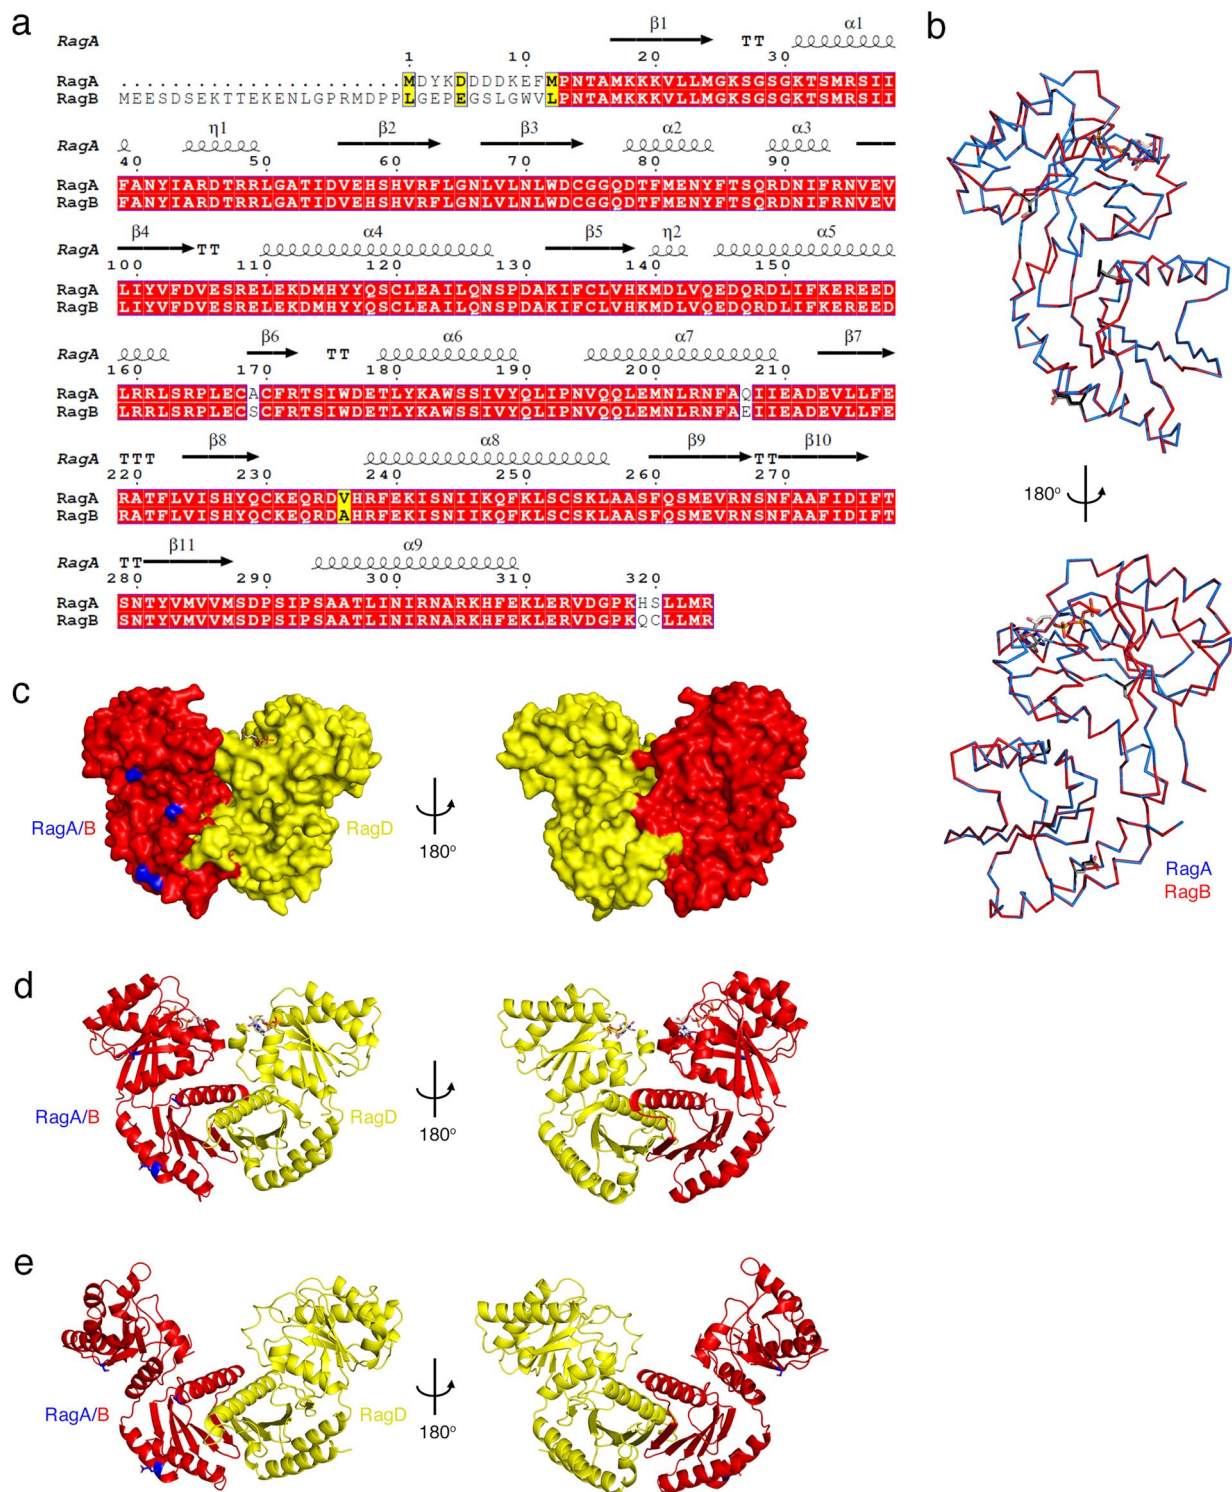 a
RagA β1 TT α1
1 10 20 30
RagA ..................... MDYKDDDDKEFMPNTAMKKKVLLMGKSGSGKTSMRSII
RagB MEESDSEKTTEKENLGPRMDPPLGEPEGSLGWVLPNTAMKKKVLLMGKSGSGKTSMRSII
RagA η1 β2 β3 α2 α3
40 50 60 70 80 90
RagA FANYIARDTRRLGATIDVEHSHVRFLGNLVLNLWDCGGQDTFMENYFTSQRDNIFRNVEV
RagB FANYIARDTRRLGATIDVEHSHVRFLGNLVLNLWDCGGQDTFMENYFTSQRDNIFRNVEV
RagA β4 TT α4 β5 η2 α5
100 110 120 130 140 150
RagA LIYVFDVESRELEKDMHYYQSCLEAILQNSPDAKIFCLVHKMDLVQEDQRDLIFKEREED
RagB LIYVFDVESRELEKDMHYYQSCLEAILQNSPDAKIFCLVHKMDLVQEDQRDLIFKEREED
RagA β6 TT α6 α7 β7
160 170 180 190 200 210
RagA LRRLSRPLECACFRTSIWDETLYKAWSSIVYQLIPNVQQLEMNLRNFAQIIEADEVLLFE
RagB LRRLSRPLECSCFRTSIWDETLYKAWSSIVYQLIPNVQQLEMNLRNFAEIIEADEVLLFE
RagA TTT β8 α8 β9 TT β10
220 230 240 250 260 270
RagA RATFLVISHYQCKEQRDVHRFEKISNIIKQFKLSCSKLAASFQSMEVRNSNFAAFIDIFT
RagB RATFLVISHYQCKEQRDAHRFEKISNIIKQFKLSCSKLAASFQSMEVRNSNFAAFIDIFT
RagA TT β11 α9
280 290 300 310 320
RagA SNTYVMVVMSDPSIPSAATLINIRNARKHFEKLERVDGPKHSLLMR
RagB SNTYVMVVMSDPSIPSAATLINIRNARKHFEKLERVDGPKQCLLMR
b
180°
RagA
RagB
c
RagA/B
RagD
180°
d
RagA/B
RagD
180°
e
RagA/B
RagD
180°